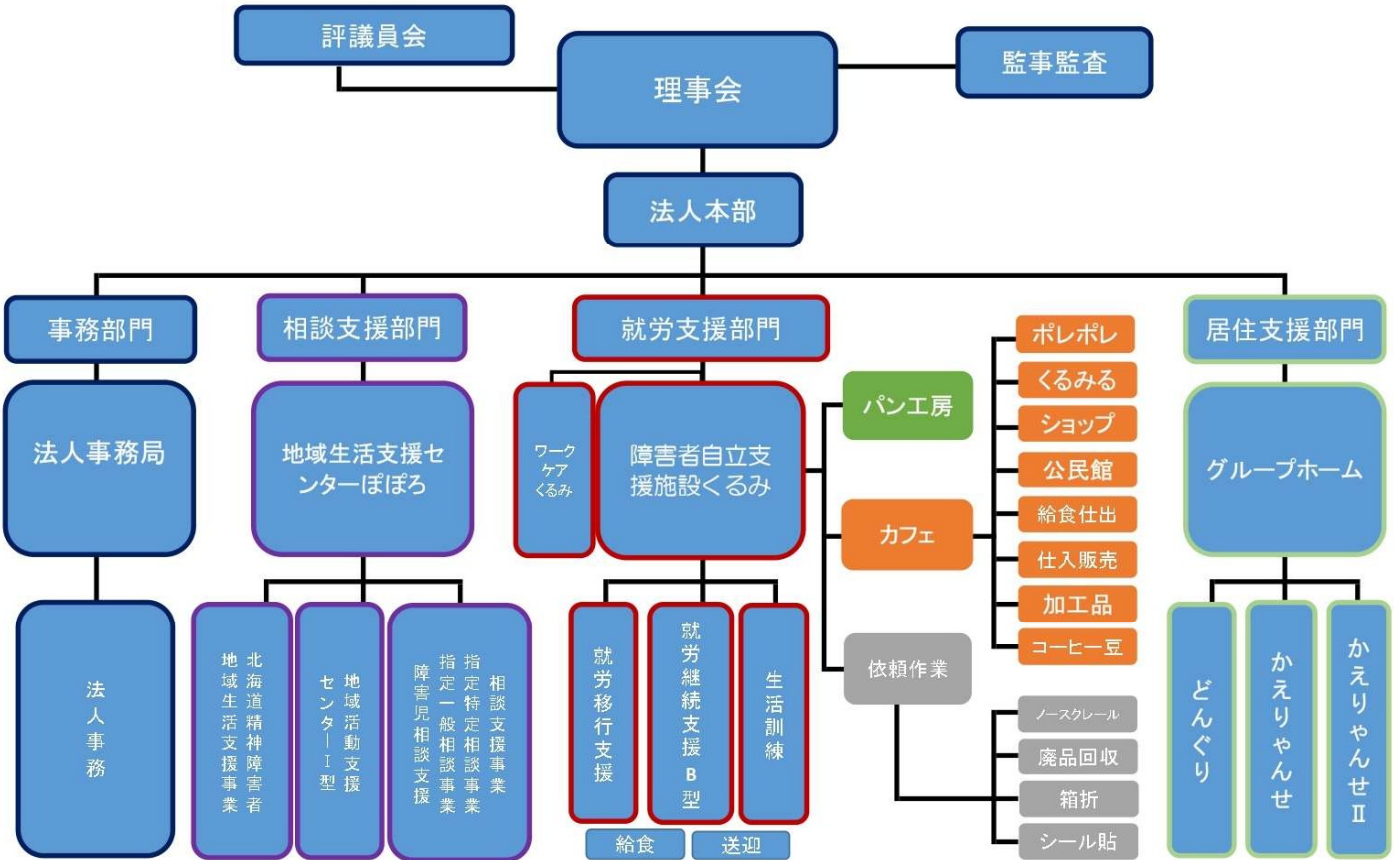 評議員会
理事会
監事監査
法人本部
事務部門
相談支援部門
就労支援部門
居住支援部門
法人事務局
地域生活支援セ
ンターぽぽろ
ワーク
ケア
くるみ
障害者自立支
援施設くるみ
パン工房
カフェ
依頼作業
ポレポレ
くるみる
ショップ
公民館
給食仕出
仕入販売
加工品
コーヒー豆
ノースクレール
廃品回収
箱折
シール貼
グループホーム
法人事務
北海道精神障害者
地域生活支援事業
地域活動支援
センターⅠ型
相談支援事業
指定特定相談事業
指定一般相談事業
障害児相談支援
就労移行支援
就労継続支援B型
生活訓練
給食
送迎
どんぐり
かえりゃんせ
かえりゃんせⅡ